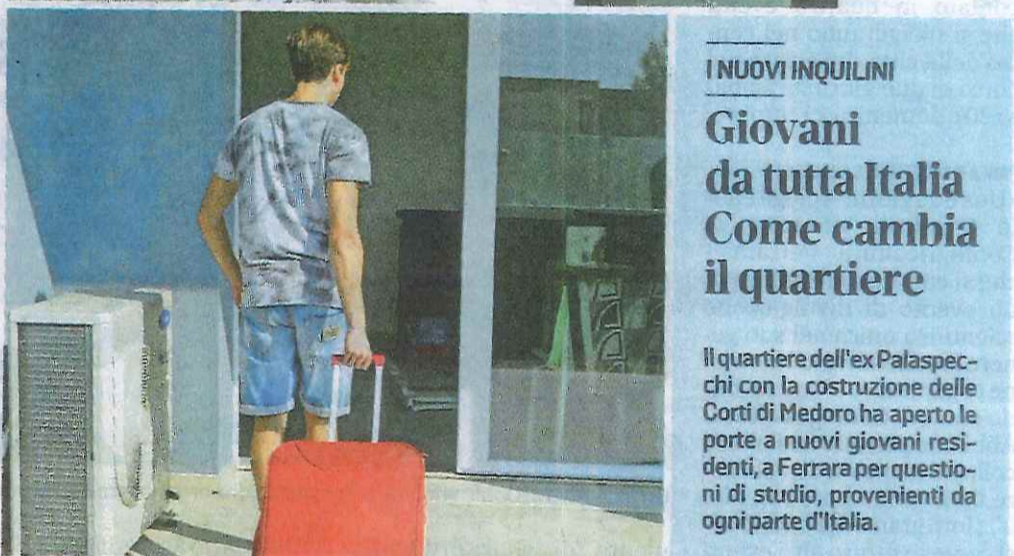 I NUOVI INQUILINI
Giovani
da tutta Italia
Come cambia
il quartiere
Il quartiere dell'ex Palaspec-
chi con la costruzione delle
Corti di Medoro ha aperto le
porte a nuovi giovani resi-
denti, a Ferrara per questio-
ni di studio, provenienti da
ogni parte d'Italia.